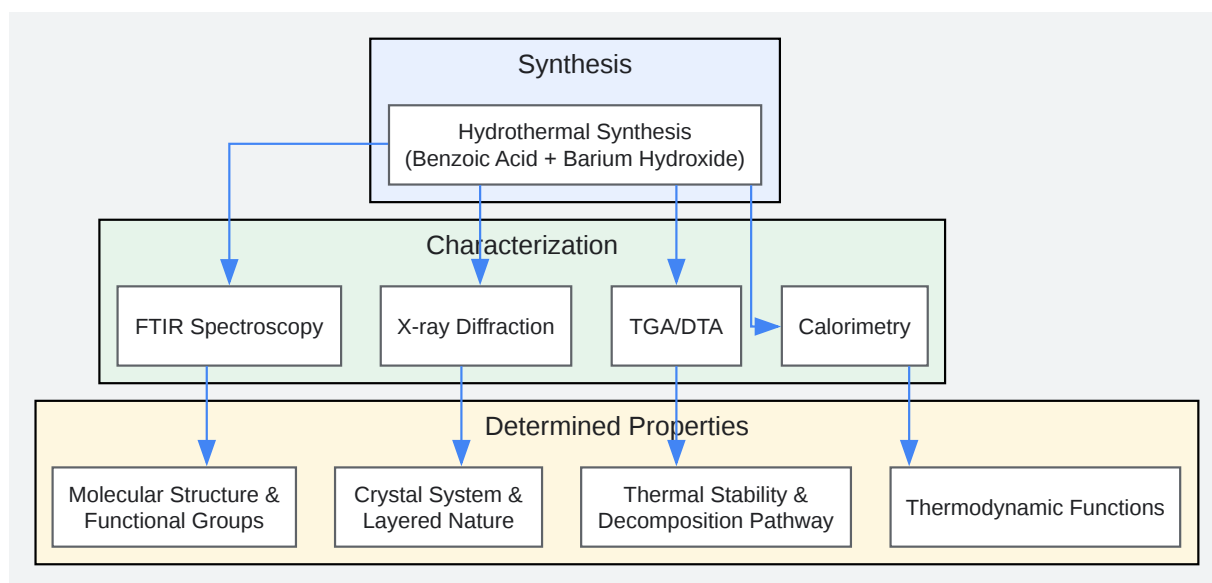 Synthesis
Hydrothermal Synthesis
(Benzoic Acid + Barium Hydroxide)
Characterization
FTIR Spectroscopy
X-ray Diffraction
TGA/DTA
Calorimetry
Determined Properties
Molecular Structure &
Functional Groups
Crystal System &
Layered Nature
Thermal Stability &
Decomposition Pathway
Thermodynamic Functions